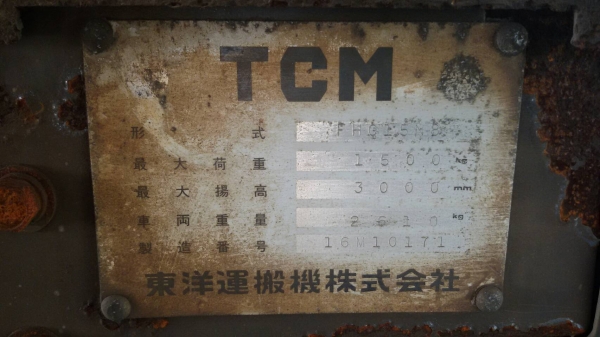 TCM
形式
最大荷重 1500 kg
最大揚高 3000 mm
車両重量 2610 kg
製造番号 16M10171
東洋運搬機株式会社